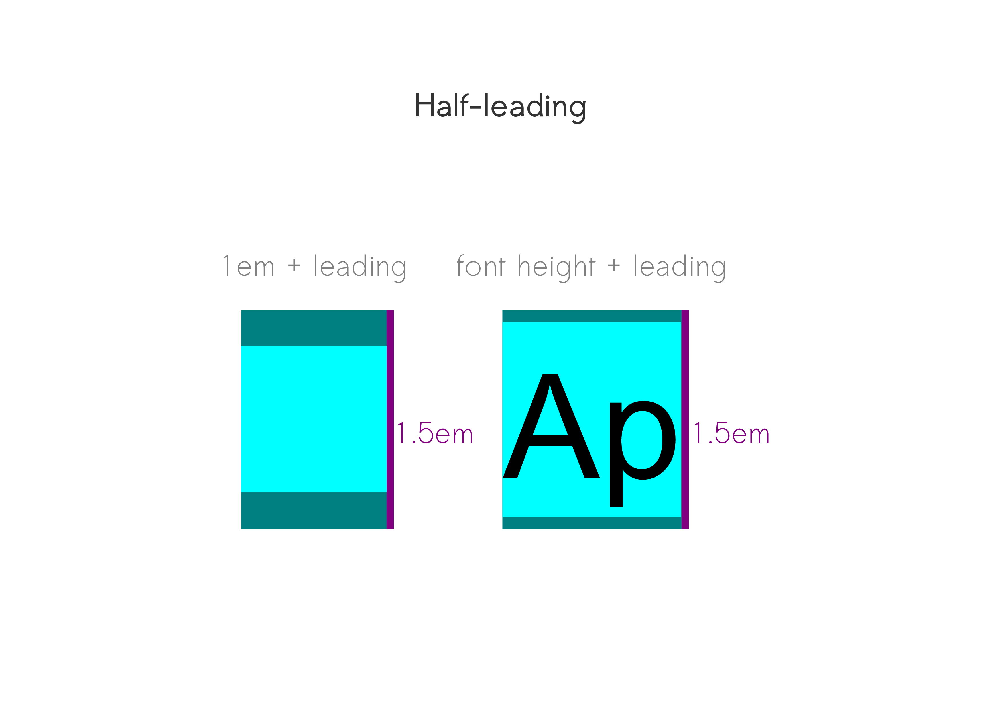 Half-leading
1em + leading
font height + leading
1.5em
Ap
1.5em